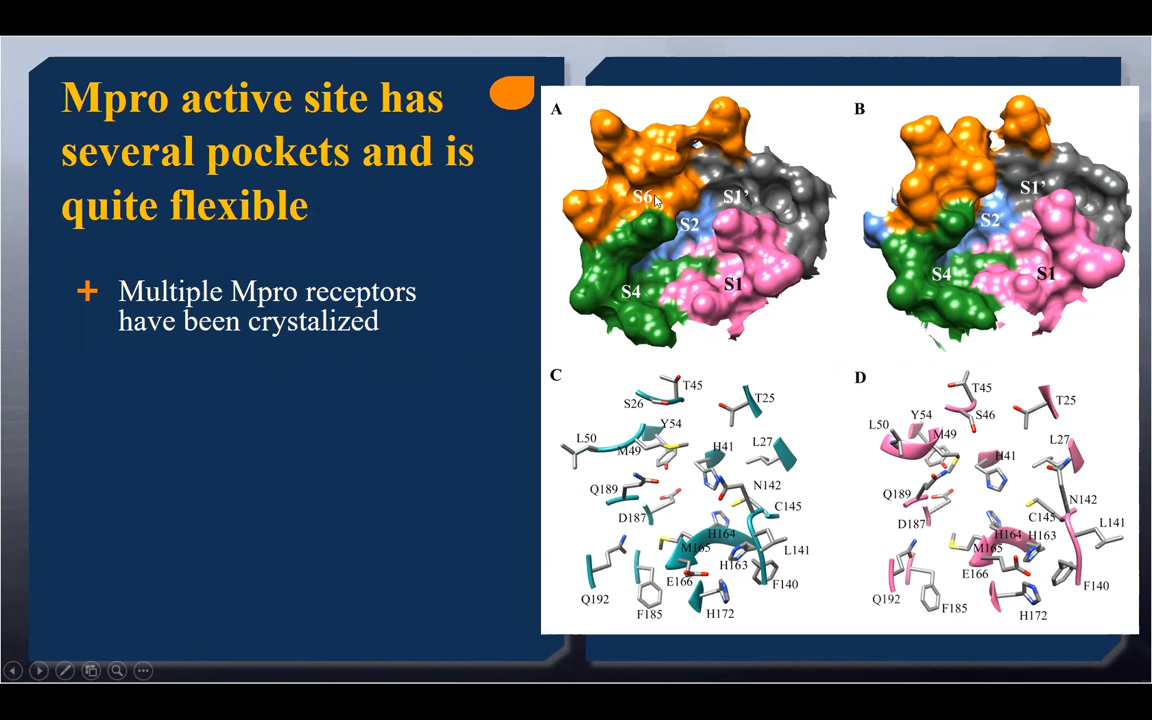 Mpro active site has
several pockets and is
quite flexible
Multiple Mpro receptors
have been crystalized
A
S6
S1’
S2
S4
S1
B
S1’
S2
S4
S1
C
T45
S26
T25
Y54
L50
M49
H41
L27
Q189
N142
C145
D187
H164
M165
L141
H163
E166
F140
Q192
F185
H172
D
T45
S46
T25
Y54
L50
M49
L27
H41
Q189
N142
C145
D187
L141
H164
H163
M165
E166
F140
Q192
F185
H172